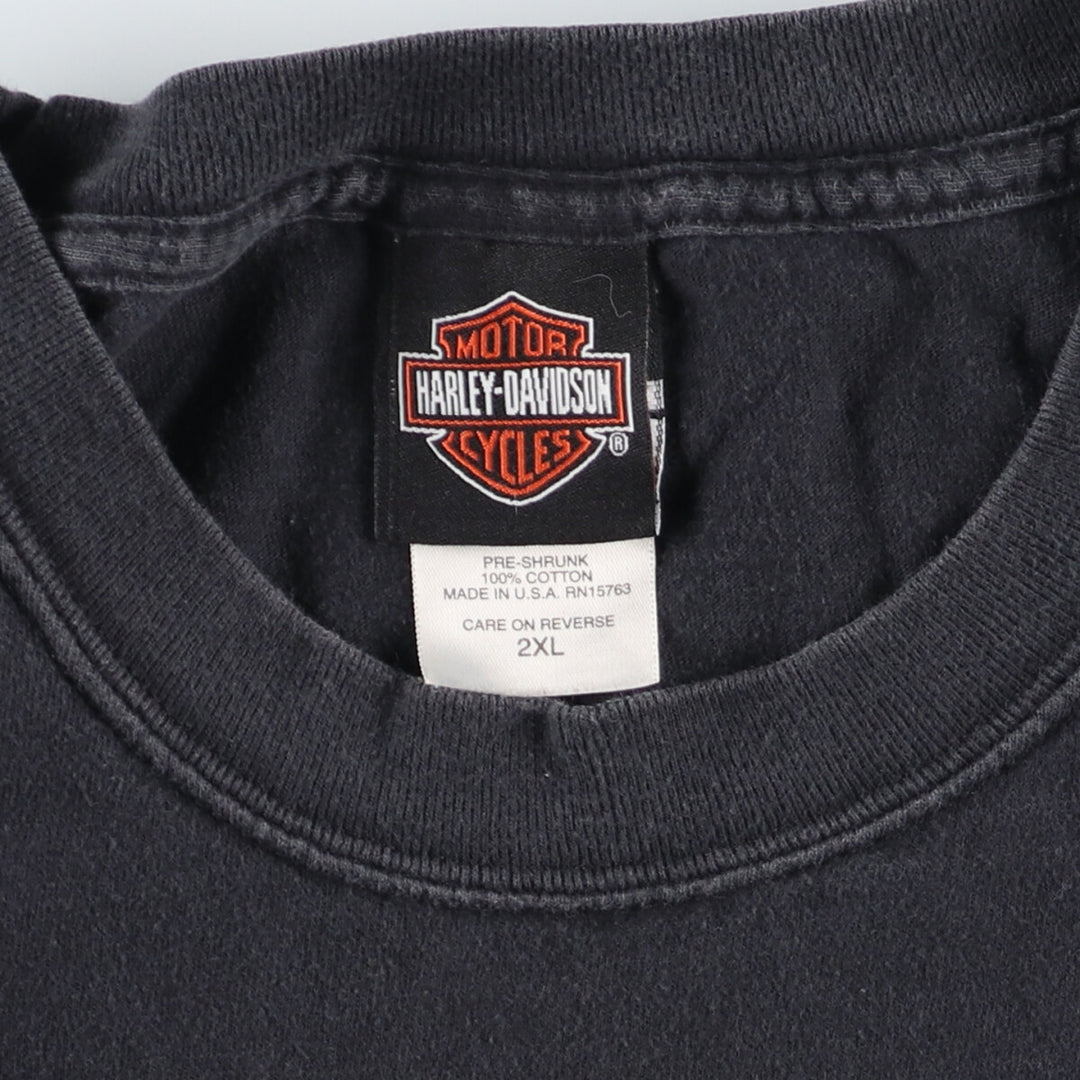 MOTOR
HARLEY-DAVIDSON
CYCLES
®
PRE-SHRUNK
100% COTTON
MADE IN U.S.A. RN15763
CARE ON REVERSE
2XL